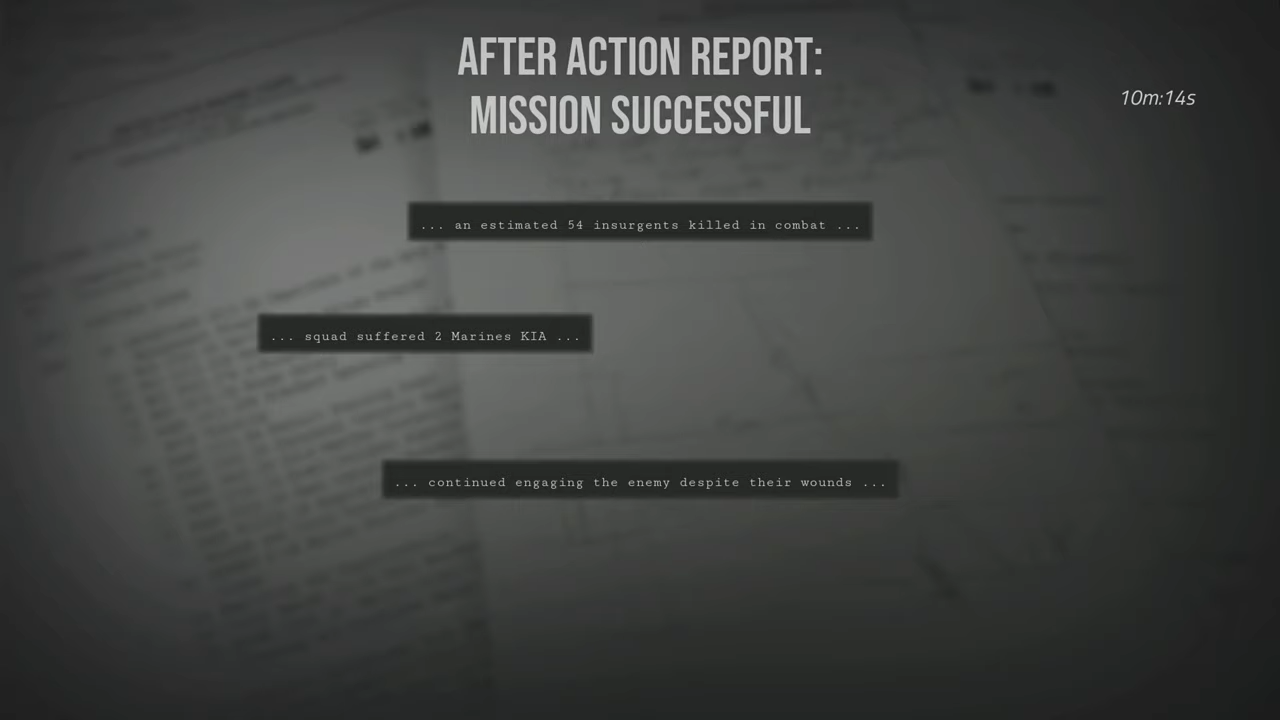 AFTER ACTION REPORT:
MISSION SUCCESSFUL
10m:14s
... an estimated 54 insurgents killed in combat ...
... squad suffered 2 Marines KIA ...
... continued engaging the enemy despite their wounds ...